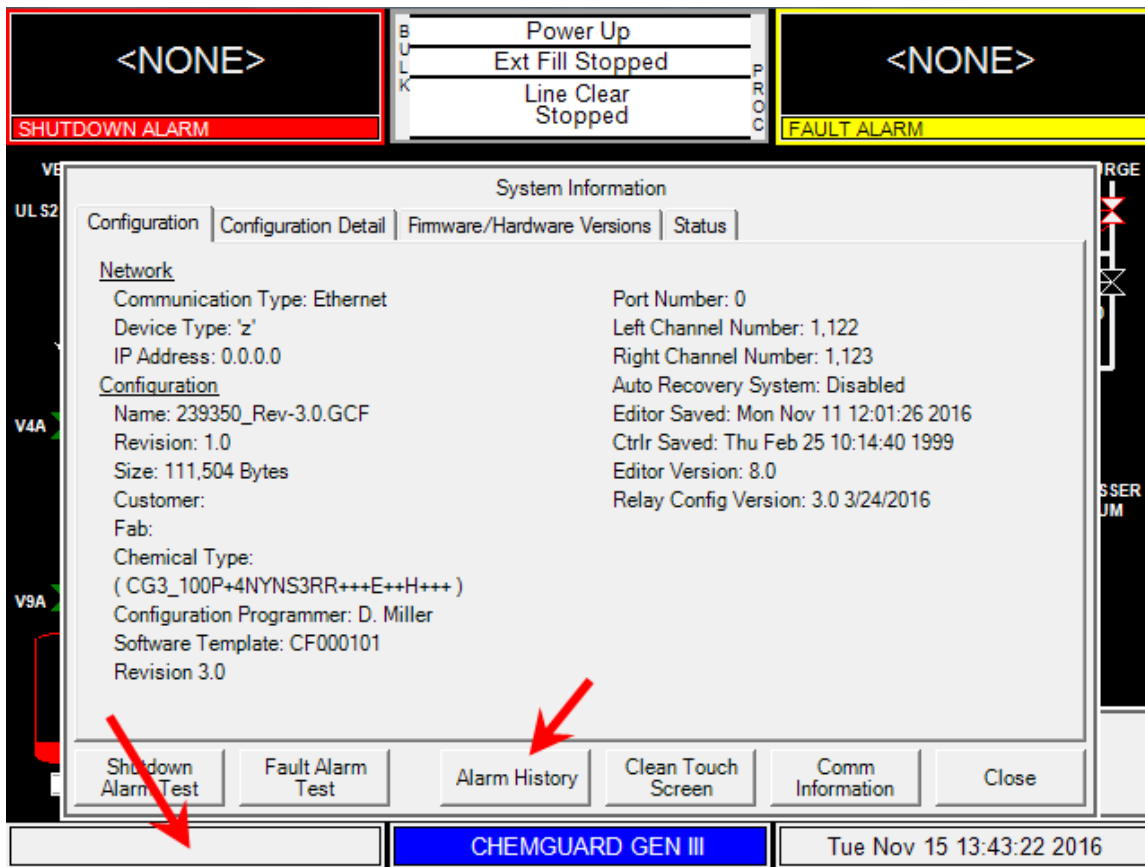 <NONE>
SHUTDOWN ALARM
BULK
Power Up
Ext Fill Stopped
Line Clear
Stopped
PROC
<NONE>
FAULT ALARM
UL S2
V4A
V9A
System Information
Configuration
Configuration Detail
Firmware/Hardware Versions
Status
Network
Communication Type: Ethernet
Device Type: 'z'
IP Address: 0.0.0.0
Configuration
Name: 239350_Rev-3.0.GCF
Revision: 1.0
Size: 111,504 Bytes
Customer:
Fab:
Chemical Type:
( CG3_100P+4NYNS3RR+++E++H+++ )
Configuration Programmer: D. Miller
Software Template: CF000101
Revision 3.0
Port Number: 0
Left Channel Number: 1,122
Right Channel Number: 1,123
Auto Recovery System: Disabled
Editor Saved: Mon Nov 11 12:01:26 2016
Ctrlr Saved: Thu Feb 25 10:14:40 1999
Editor Version: 8.0
Relay Config Version: 3.0 3/24/2016
Shutdown
Alarm Test
Fault Alarm
Test
Alarm History
Clean Touch
Screen
Comm
Information
Close
CHEMGUARD GEN III
Tue Nov 15 13:43:22 2016